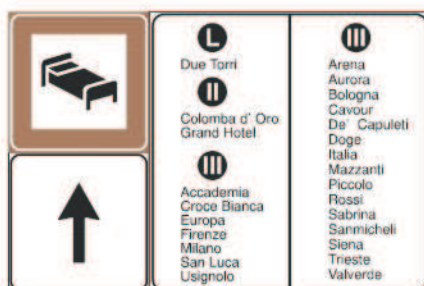 L
Due Torri
II
Colomba d' Oro
Grand Hotel
III
Accademia
Croce Bianca
Europa
Firenze
Milano
San Luca
Usignolo
III
Arena
Aurora
Bologna
Cavour
De' Capuleti
Doge
Italia
Mazzanti
Piccolo
Rossi
Sabrina
Sanmicheli
Siena
Trieste
Valverde